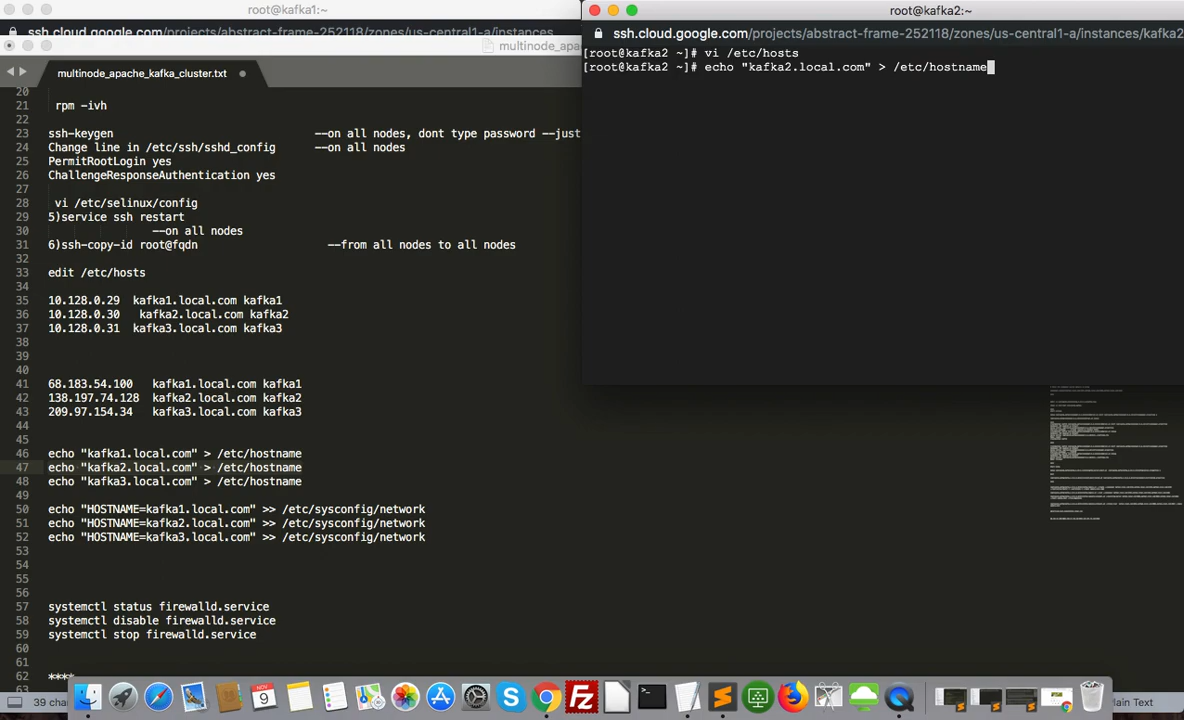 root@kafka1:~
ssh.cloud.google.com/projects/abstract-frame-252118/zones/us-central1-a/instances
multinode_apa
multinode_apache_kafka_cluster.txt
20
21 rpm -ivh
22
23 ssh-keygen --on all nodes, dont type password --just
24 Change line in /etc/ssh/sshd_config --on all nodes
25 PermitRootLogin yes
26 ChallengeResponseAuthentication yes
27
28 vi /etc/selinux/config
29 5)service ssh restart
30 --on all nodes
31 6)ssh-copy-id root@fqdn --from all nodes to all nodes
32
33 edit /etc/hosts
34
35 10.128.0.29 kafka1.local.com kafka1
36 10.128.0.30 kafka2.local.com kafka2
37 10.128.0.31 kafka3.local.com kafka3
38
39
40
41 68.183.54.100 kafka1.local.com kafka1
42 138.197.74.128 kafka2.local.com kafka2
43 209.97.154.34 kafka3.local.com kafka3
44
45
46 echo "kafka1.local.com" > /etc/hostname
47 echo "kafka2.local.com" > /etc/hostname
48 echo "kafka3.local.com" > /etc/hostname
49
50 echo "HOSTNAME=kafka1.local.com" >> /etc/sysconfig/network
51 echo "HOSTNAME=kafka2.local.com" >> /etc/sysconfig/network
52 echo "HOSTNAME=kafka3.local.com" >> /etc/sysconfig/network
53
54
55
56
57 systemctl status firewalld.service
58 systemctl disable firewalld.service
59 systemctl stop firewalld.service
60
61
62 ****
63
root@kafka2:~
ssh.cloud.google.com/projects/abstract-frame-252118/zones/us-central1-a/instances/kafka2
[root@kafka2 ~]# vi /etc/hosts
[root@kafka2 ~]# echo "kafka2.local.com" > /etc/hostname
39 cha
NOV
9
lain Text